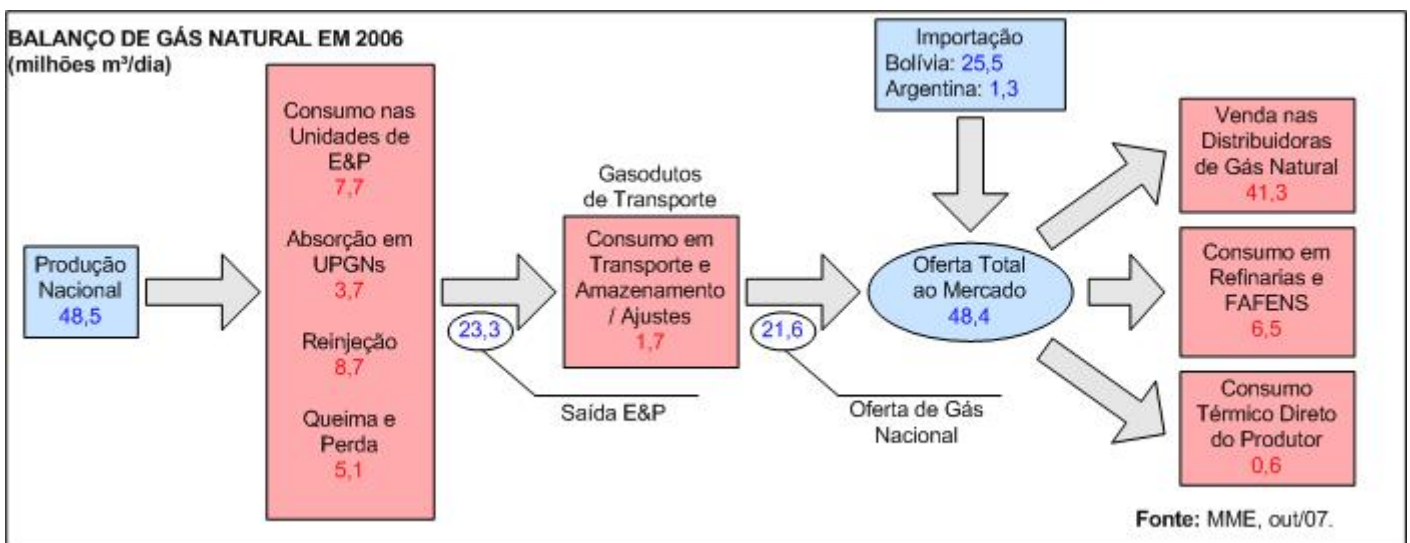 BALANÇO DE GÁS NATURAL EM 2006
(milhões m³/dia)
Produção
Nacional
48,5
Consumo nas
Unidades de
E&P
7,7
Absorção em
UPGNs
3,7
Reinjeção
8,7
Queima e
Perda
5,1
23,3
Saída E&P
Gasodutos
de Transporte
Consumo em
Transporte e
Amazenamento
/ Ajustes
1,7
21,6
Oferta de Gás
Nacional
Importação
Bolívia: 25,5
Argentina: 1,3
Oferta Total
ao Mercado
48,4
Venda nas
Distribuidoras
de Gás Natural
41,3
Consumo em
Refinarias e
FAFENS
6,5
Consumo
Térmico Direto
do Produtor
0,6
Fonte: MME, out/07.